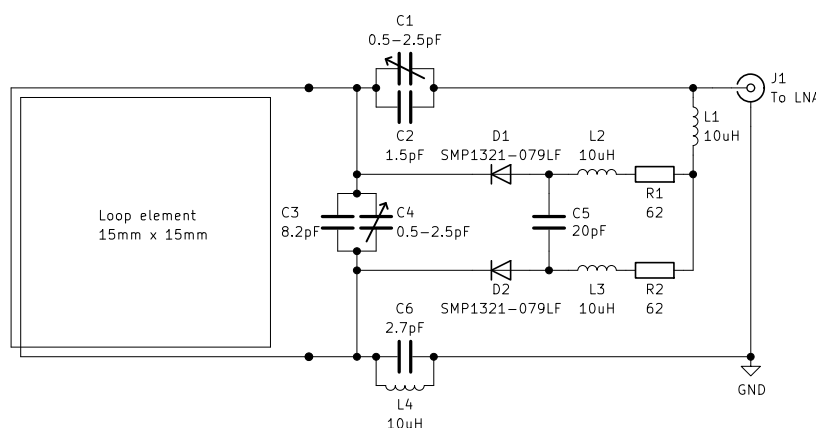 C1
0.5-2.5pF
C2
1.5pF
J1
To LNA
L1
10uH
D1
SMP1321-079LF
L2
10uH
R1
62
Loop element
15mm x 15mm
C3
8.2pF
C4
0.5-2.5pF
C5
20pF
D2
SMP1321-079LF
L3
10uH
R2
62
C6
2.7pF
L4
10uH
GND